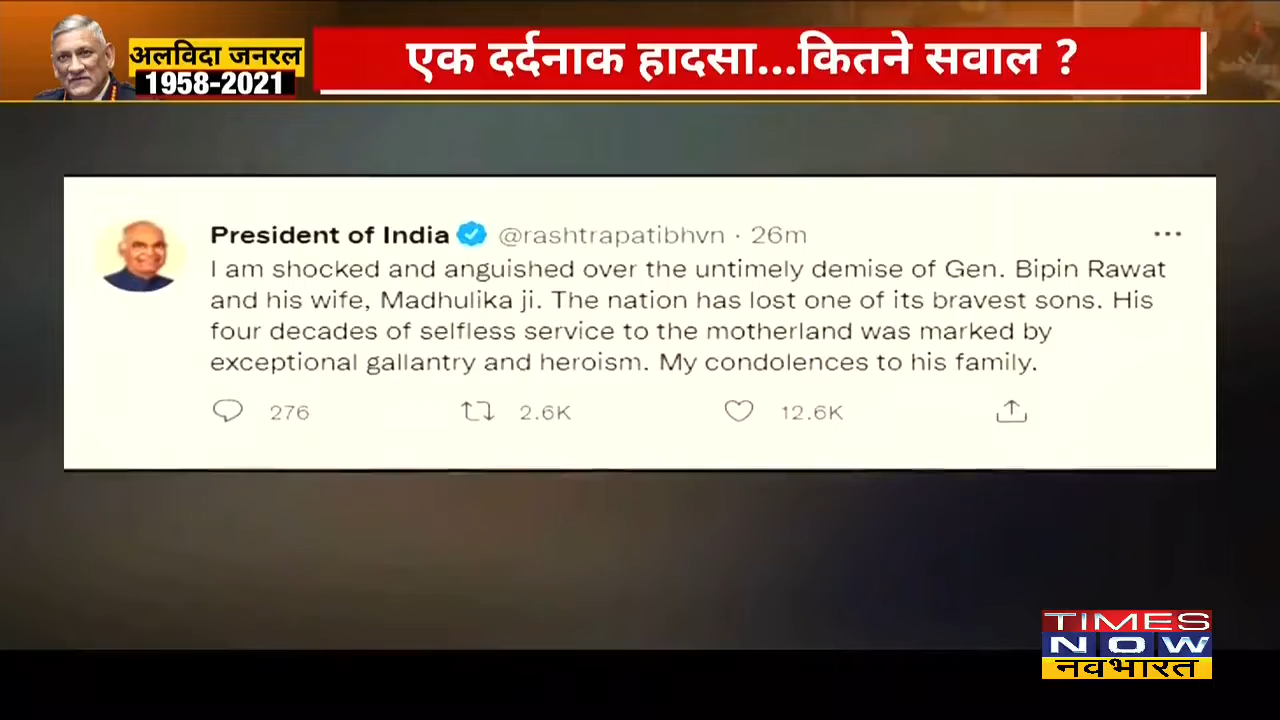 अलविदा जनरल
1958-2021
एक दर्दनाक हादसा...कितने सवाल ?
President of India @rashtrapatibhvn · 26m
I am shocked and anguished over the untimely demise of Gen. Bipin Rawat
and his wife, Madhulika ji. The nation has lost one of its bravest sons. His
four decades of selfless service to the motherland was marked by
exceptional gallantry and heroism. My condolences to his family.
276 2.6K 12.6K
TIMES
NOW
नवभारत